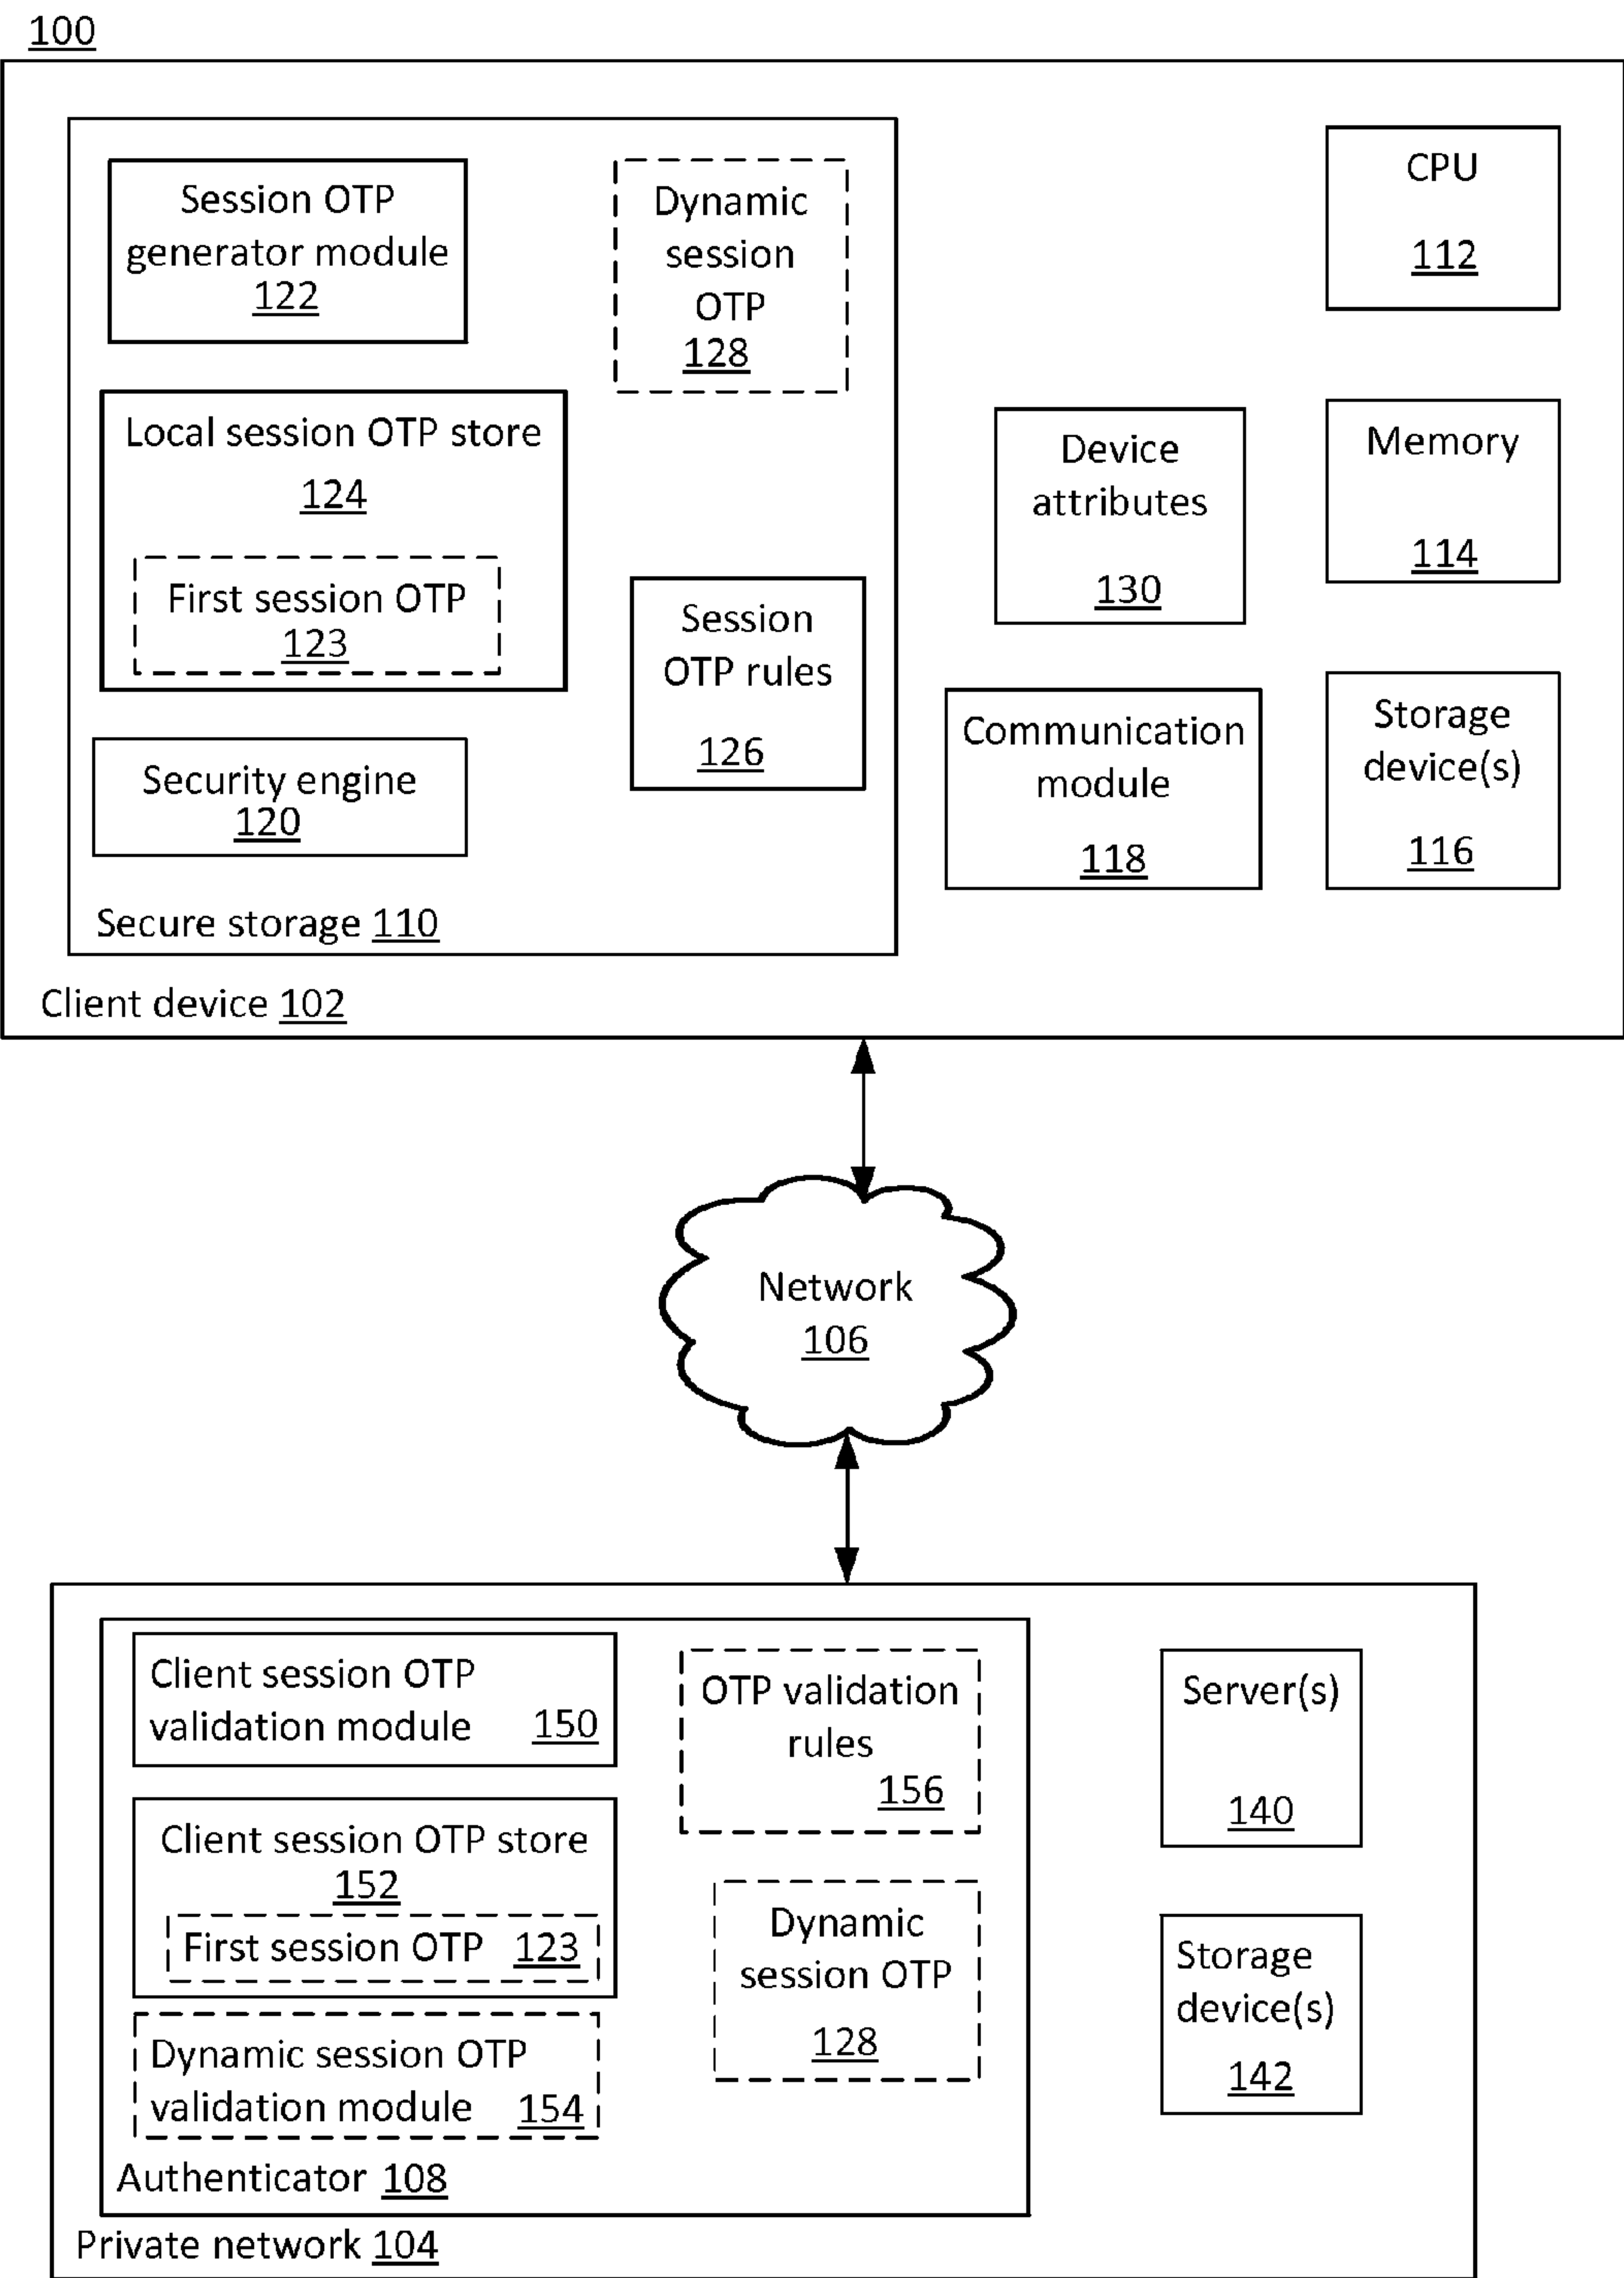 100
Session OTP
generator module
122
Dynamic
session
OTP
128
CPU
112
Local session OTP store
124
First session OTP
123
Device
attributes
130
Memory
114
Session
OTP rules
126
Communication
module
118
Storage
device(s)
116
Security engine
120
Secure storage 110
Client device 102
Network
106
Client session OTP
validation module 150
OTP validation
rules
156
Server(s)
140
Client session OTP store
152
First session OTP 123
Dynamic
session OTP
128
Storage
device(s)
142
Dynamic session OTP
validation module 154
Authenticator 108
Private network 104